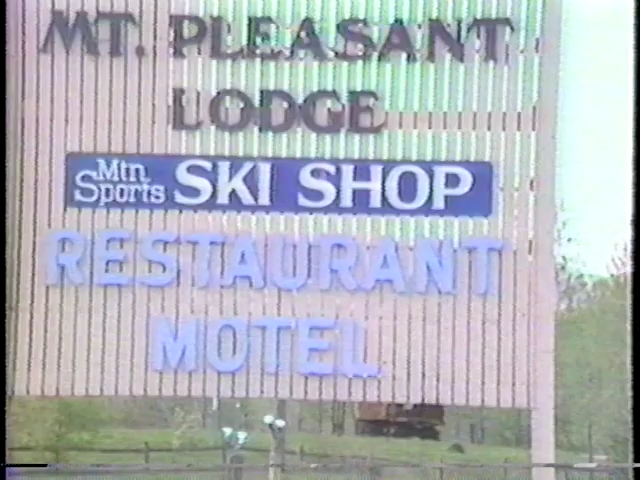 MT. PLEASANT
LODGE
Mtn. Sports SKI SHOP
RESTAURANT
MOTEL